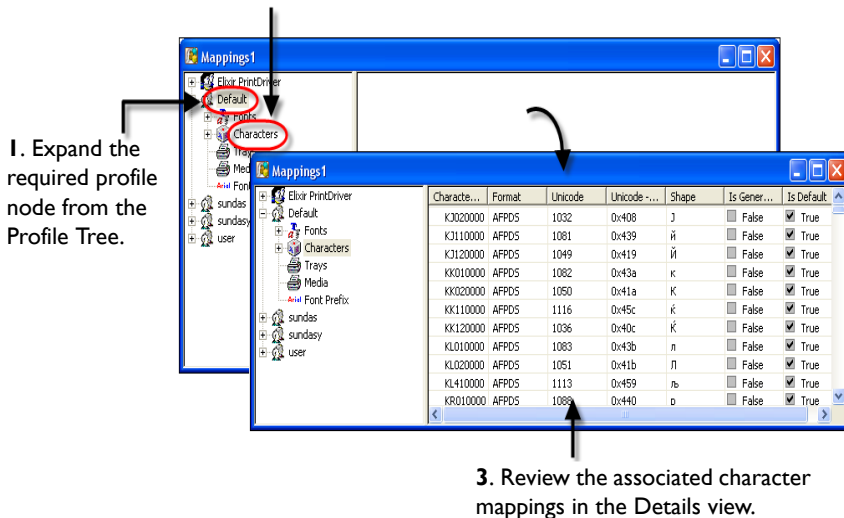 Mappings1
Elixir PrintDriver
Default
Fonts
Characters
1. Expand the
required profile
node from the
Profile Tree.
sundas
sundasy
user
Mappings1
Elixir PrintDriver
Default
Fonts
Characters
Trays
Media
Arial Font Prefix
sundas
sundasy
user
Characte... Format Unicode Unicode -... Shape Is Gener... Is Default
KJ020000 AFPDS 1032 0x408 Ј False True
KJ110000 AFPDS 1081 0x439 й False True
KJ120000 AFPDS 1049 0x419 Й False True
KK010000 AFPDS 1082 0x43a к False True
KK020000 AFPDS 1050 0x41a К False True
KK110000 AFPDS 1116 0x45c ќ False True
KK120000 AFPDS 1036 0x40c Ќ False True
KL010000 AFPDS 1083 0x43b л False True
KL020000 AFPDS 1051 0x41b Л False True
KL410000 AFPDS 1113 0x459 љ False True
KR010000 AFPDS 1088 0x440 р False True
3. Review the associated character
mappings in the Details view.